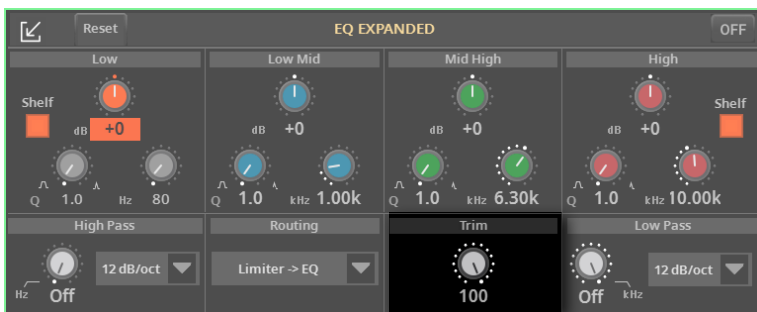 Reset EQ EXPANDED OFF
Low Low Mid Mid High High
Shelf Shelf
dB +0 dB +0 dB +0 dB +0
Q 1.0 Hz 80 Q 1.0 kHz 1.00k Q 1.0 kHz 6.30k Q 1.0 kHz 10.00k
High Pass Routing Trim Low Pass
12 dB/oct Limiter -> EQ 12 dB/oct
Hz Off 100 Off kHz